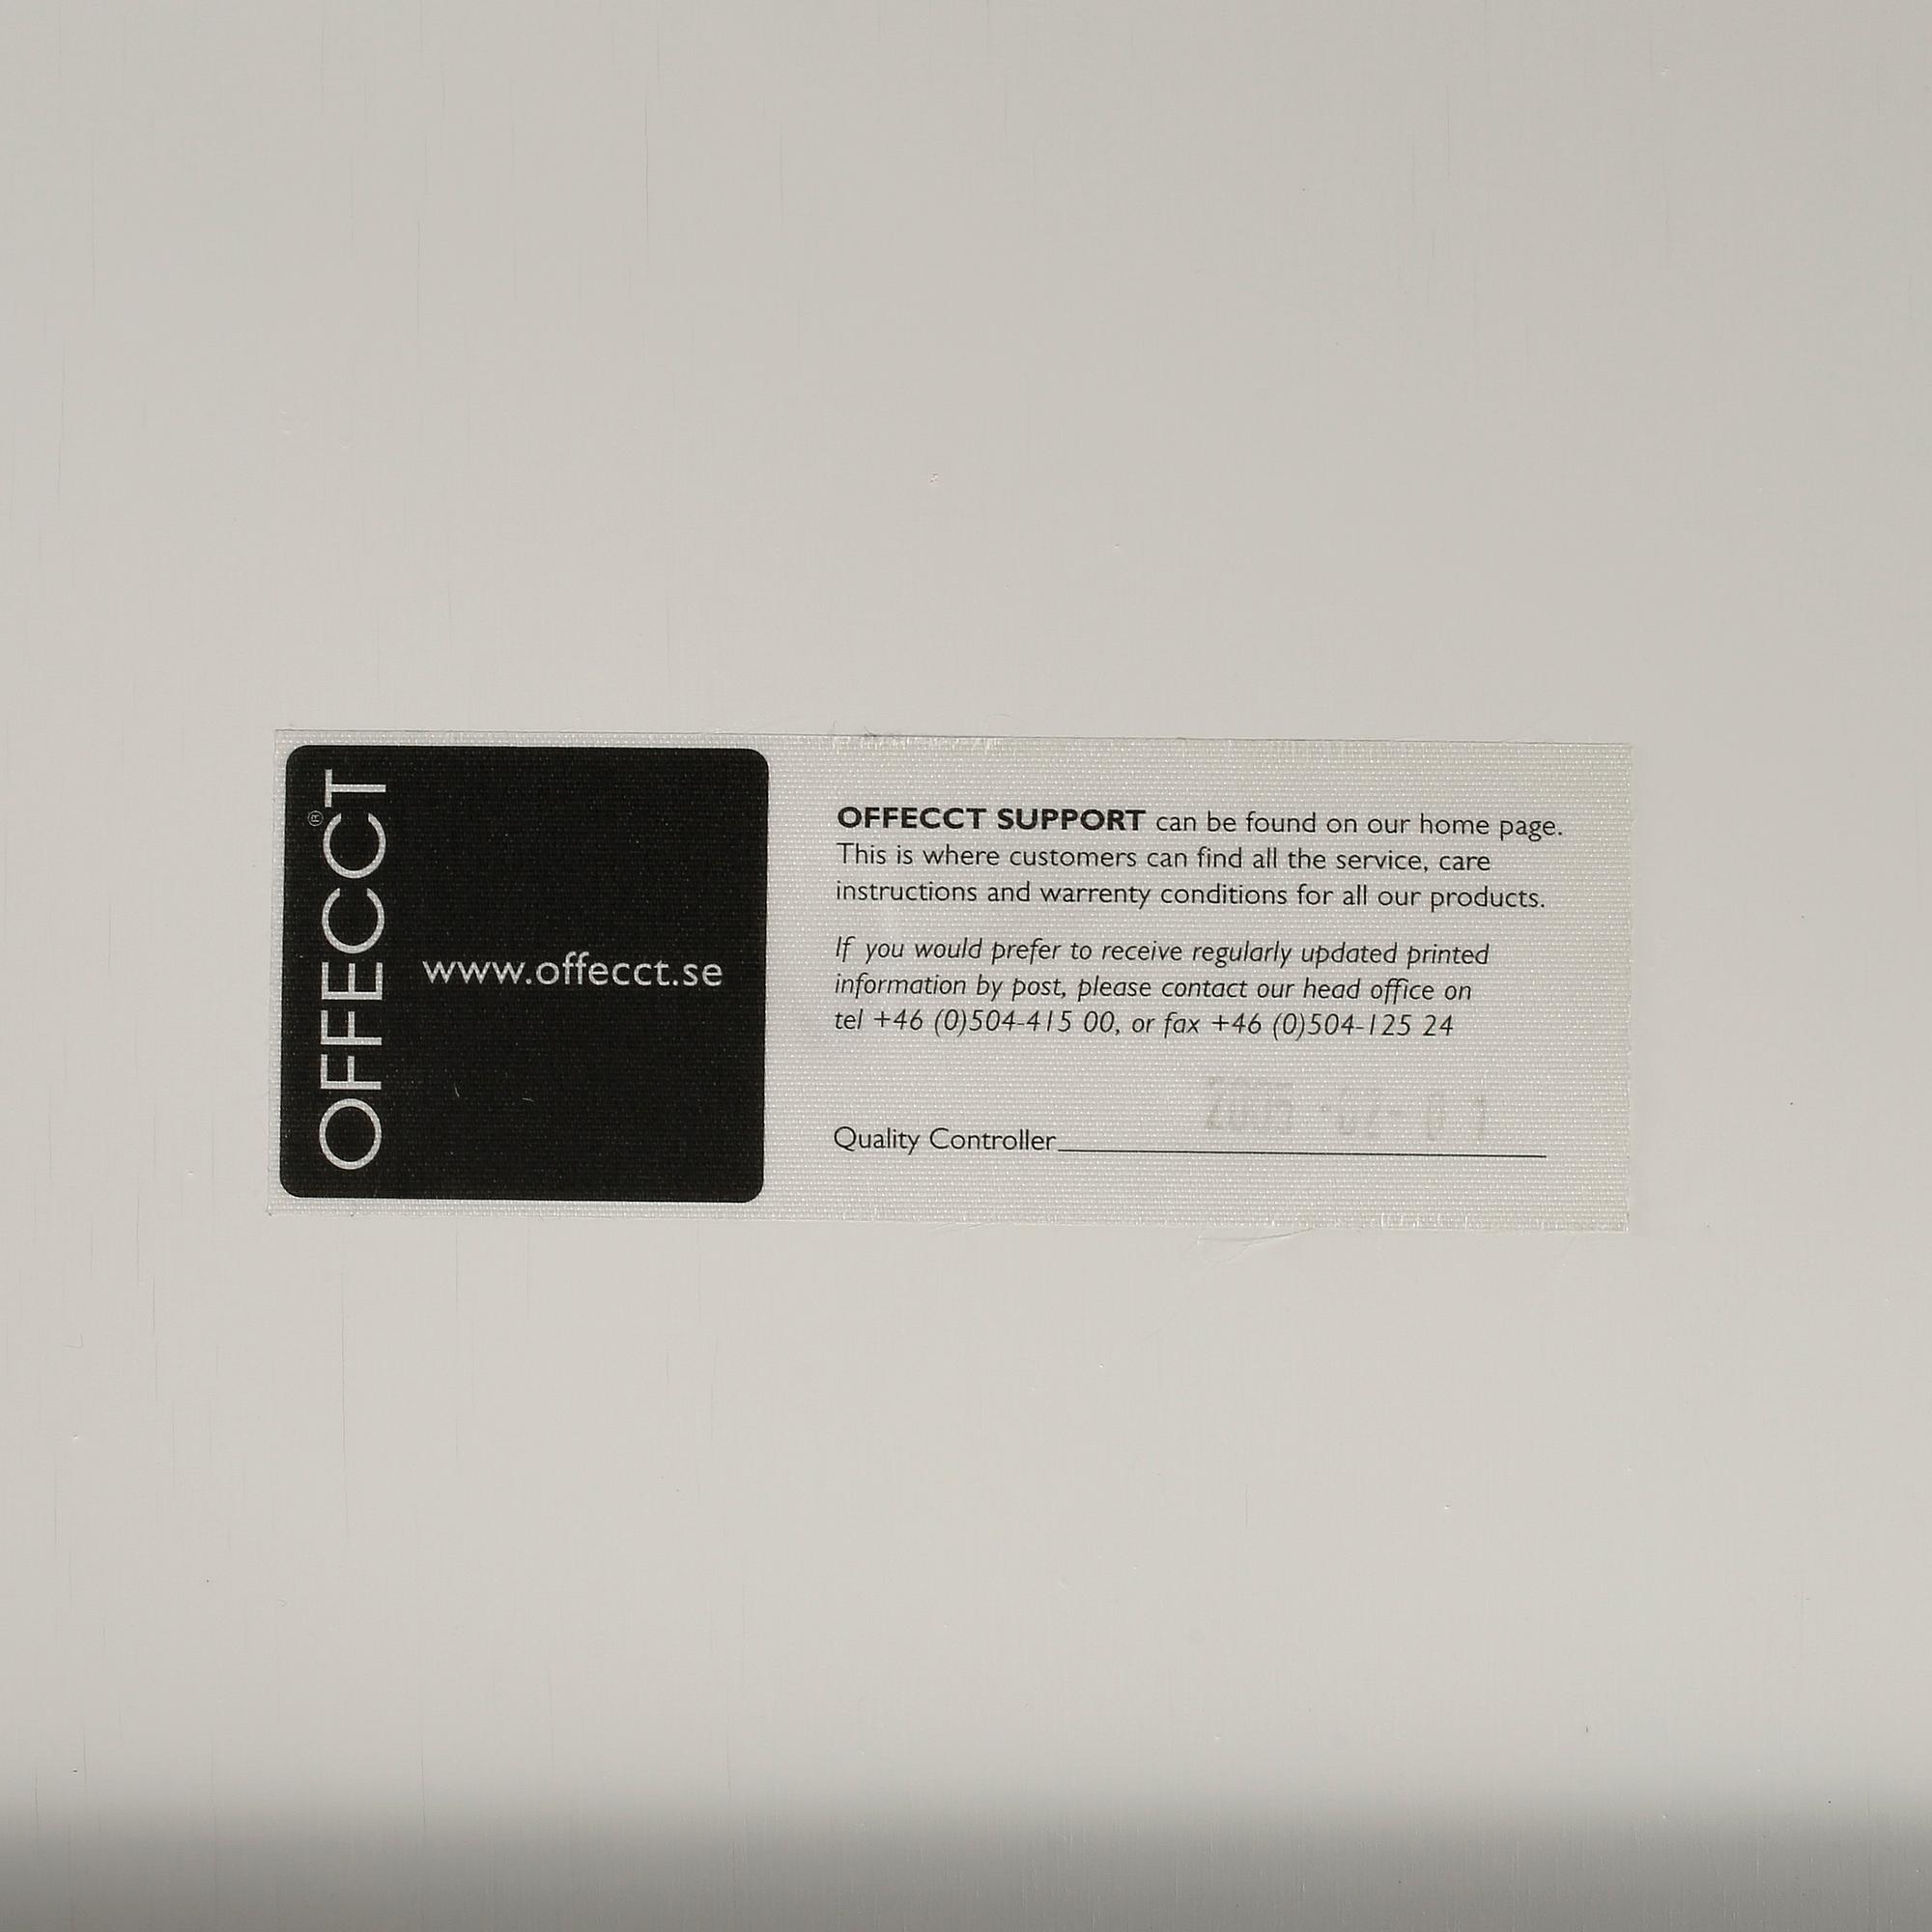 OFFECCT®
www.offecct.se
OFFECCT SUPPORT can be found on our home page.
This is where customers can find all the service, care
instructions and warrenty conditions for all our products.
If you would prefer to receive regularly updated printed
information by post, please contact our head office on
tel +46 (0)504-415 00, or fax +46 (0)504-125 24
Quality Controller